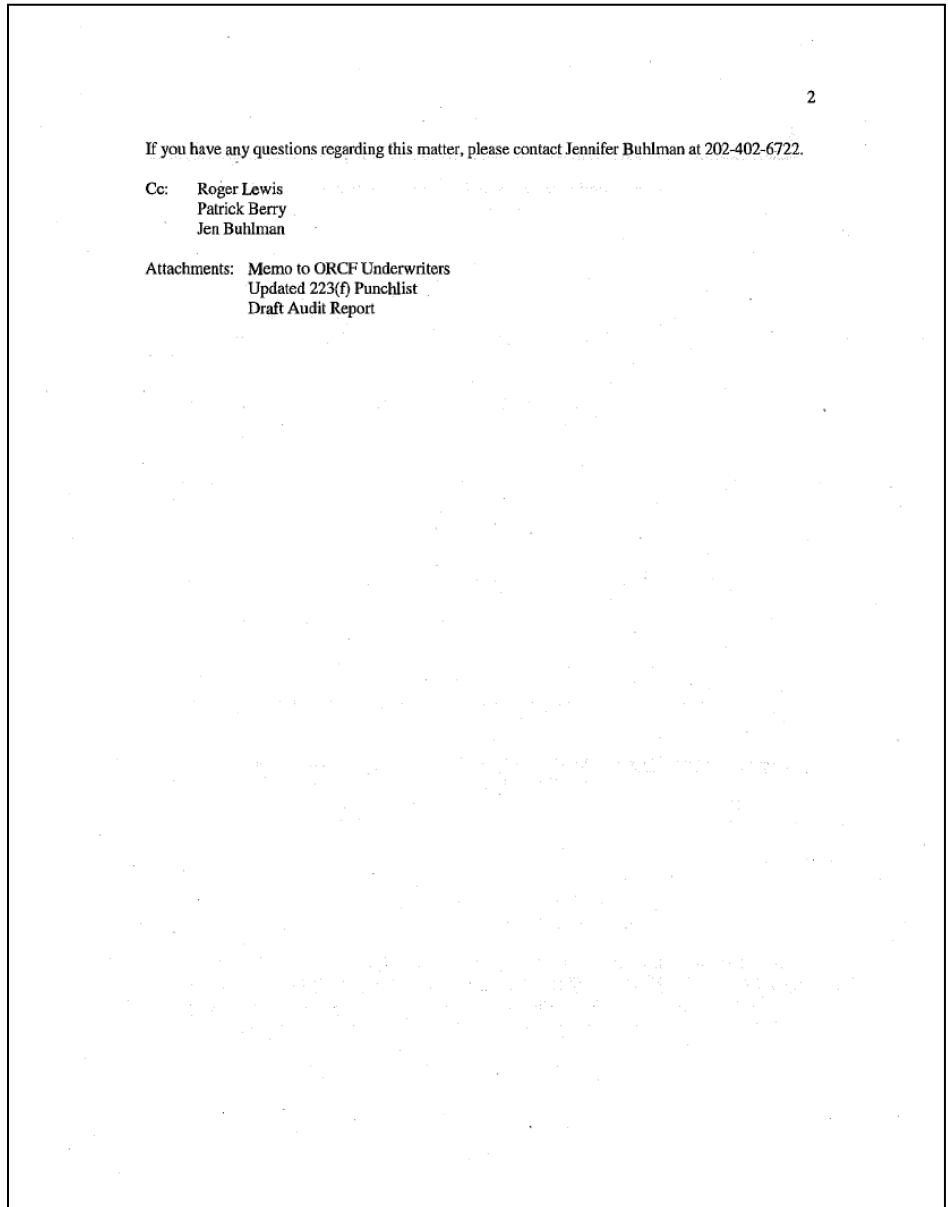 2
If you have any questions regarding this matter, please contact Jennifer Buhlman at 202-402-6722.
Cc: Roger Lewis
Patrick Berry
Jen Buhlman
Attachments: Memo to ORCF Underwriters
Updated 223(f) Punchlist
Draft Audit Report